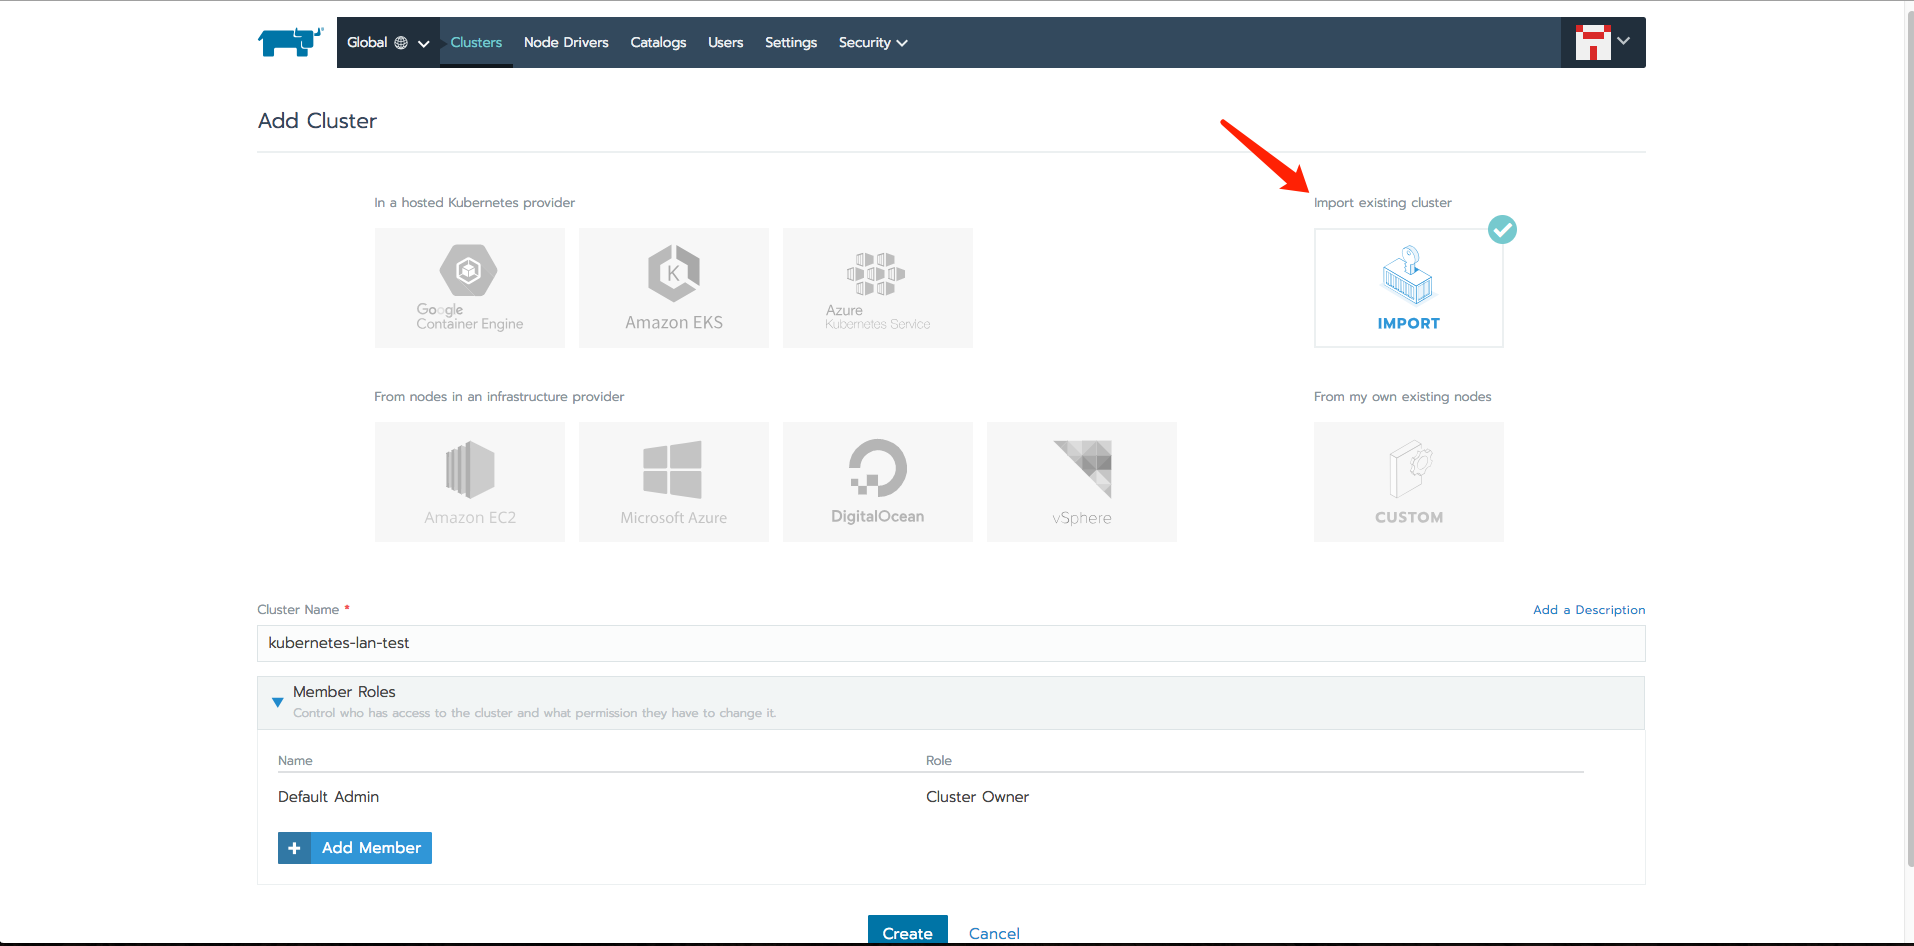 Global Clusters Node Drivers Catalogs Users Settings Security
Add Cluster
In a hosted Kubernetes provider
Import existing cluster
Google
Container Engine
K
Amazon EKS
Azure
Kubernetes Service
IMPORT
From nodes in an infrastructure provider
From my own existing nodes
Amazon EC2
Microsoft Azure
DigitalOcean
vSphere
CUSTOM
Cluster Name *
Add a Description
kubernetes-lan-test
Member Roles
Control who has access to the cluster and what permission they have to change it.
Name Role
Default Admin Cluster Owner
+ Add Member
Create Cancel